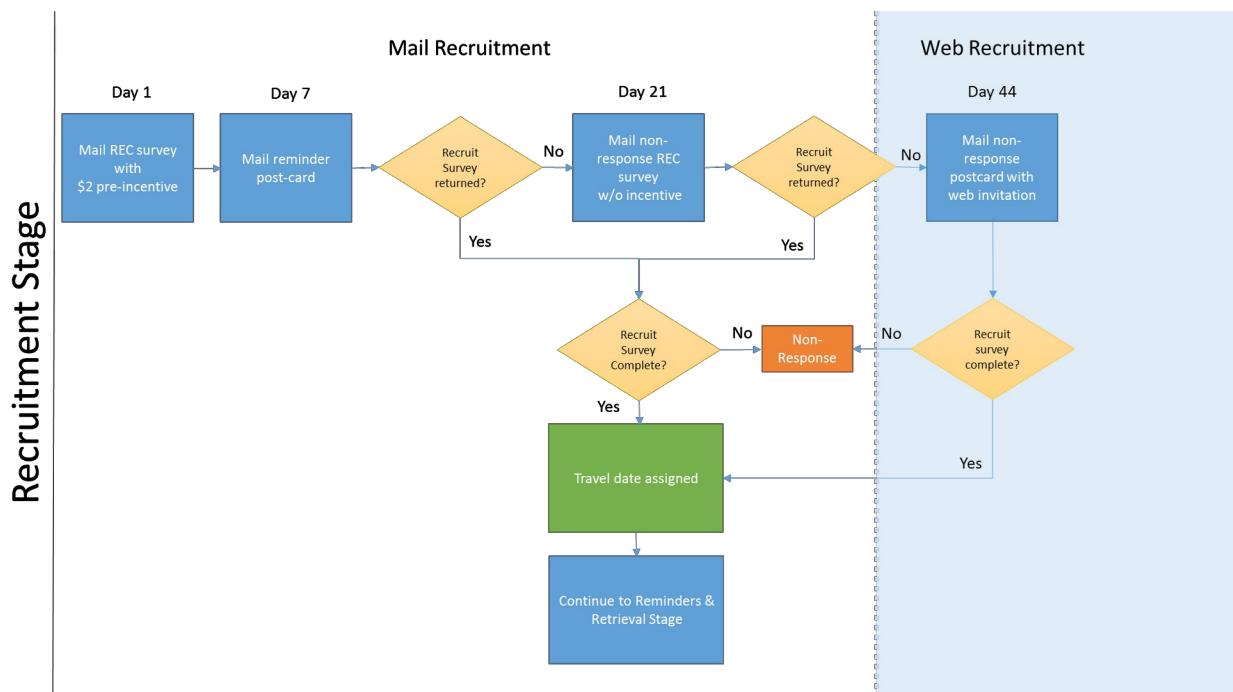 Recruitment Stage
Mail Recruitment
Web Recruitment
Day 1
Day 7
Day 21
Day 44
Mail REC survey
with
$2 pre-incentive
Mail reminder
post-card
Recruit
Survey
returned?
No
Mail non-
response REC
survey
w/o incentive
Recruit
Survey
returned?
No
Mail non-
response
postcard with
web invitation
Yes
Yes
Recruit
Survey
Complete?
No
Non-
Response
No
Recruit
survey
complete?
Yes
Travel date assigned
Yes
Continue to Reminders &
Retrieval Stage